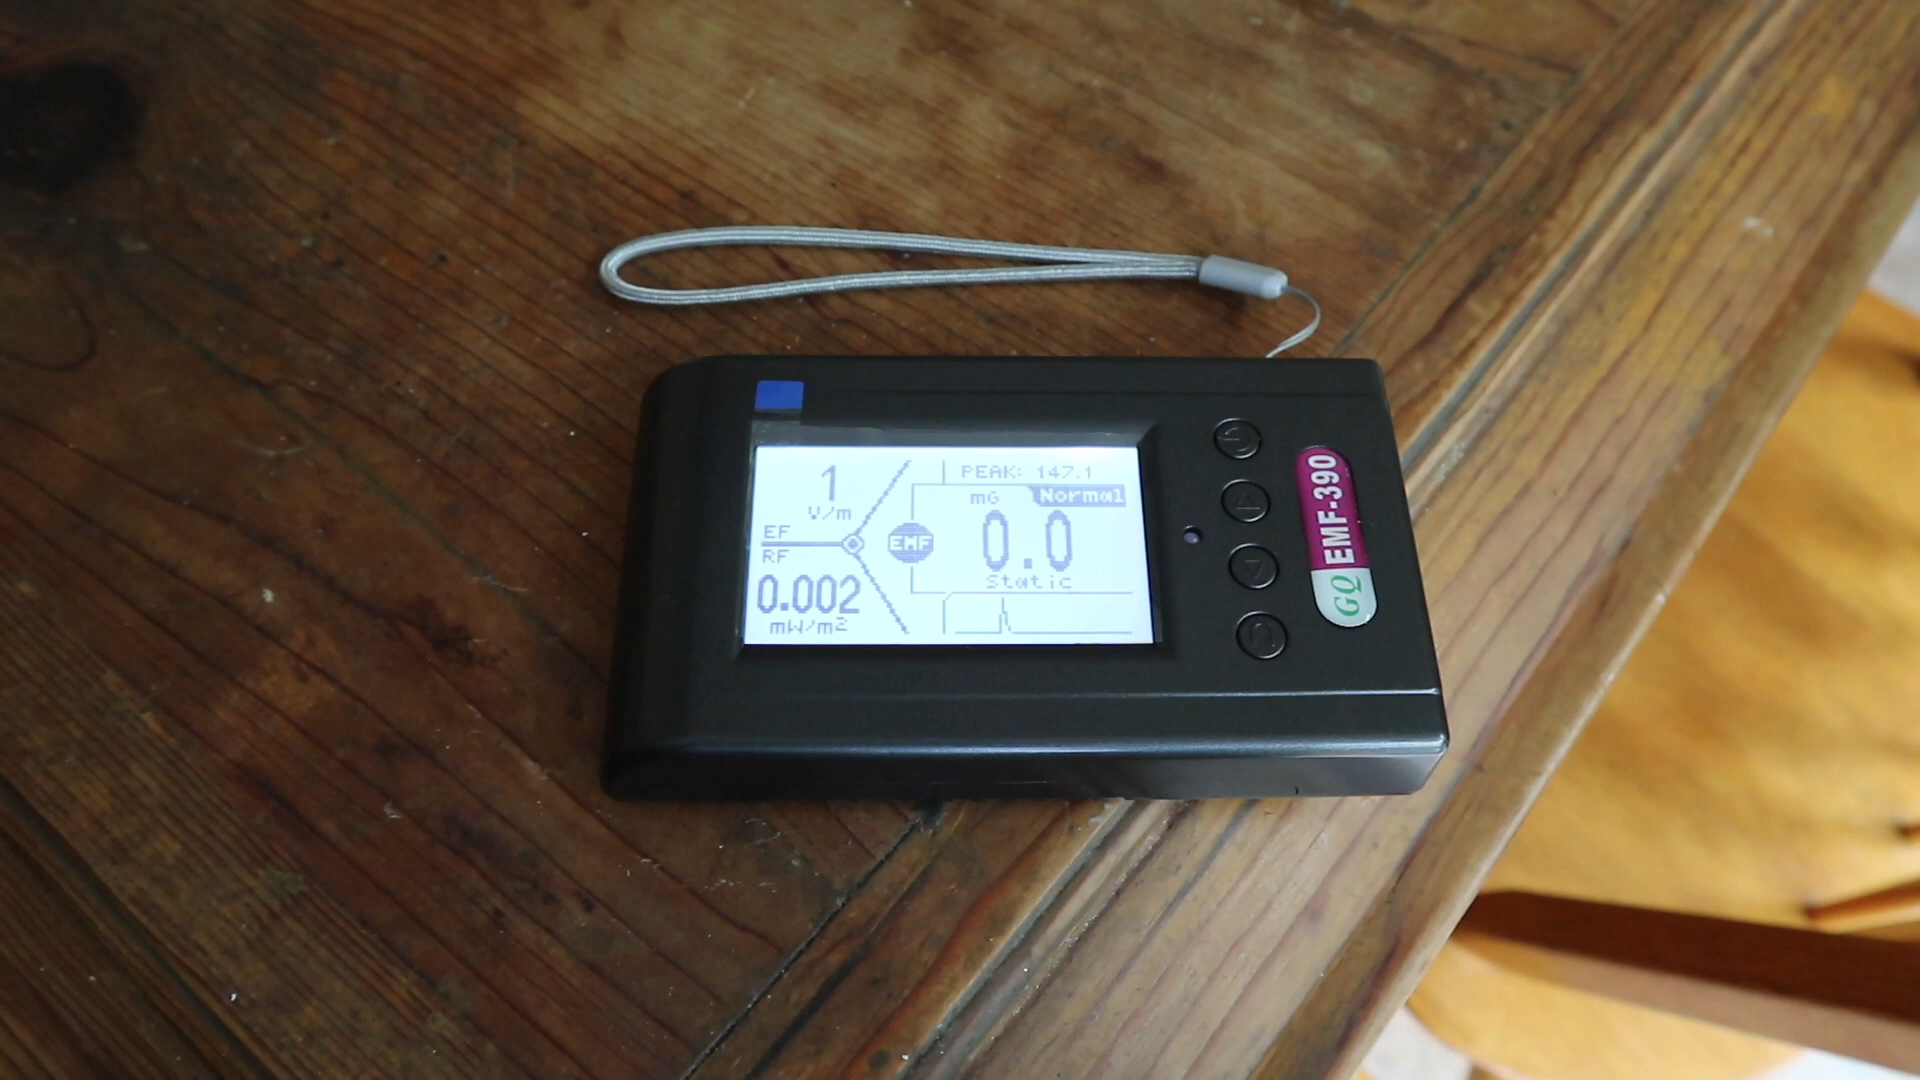 1
V/m
EF
RF
0.002
mW/m²
PEAK: 147.1
mG Normal
EMF
0.0
Static
GQ EMF-390